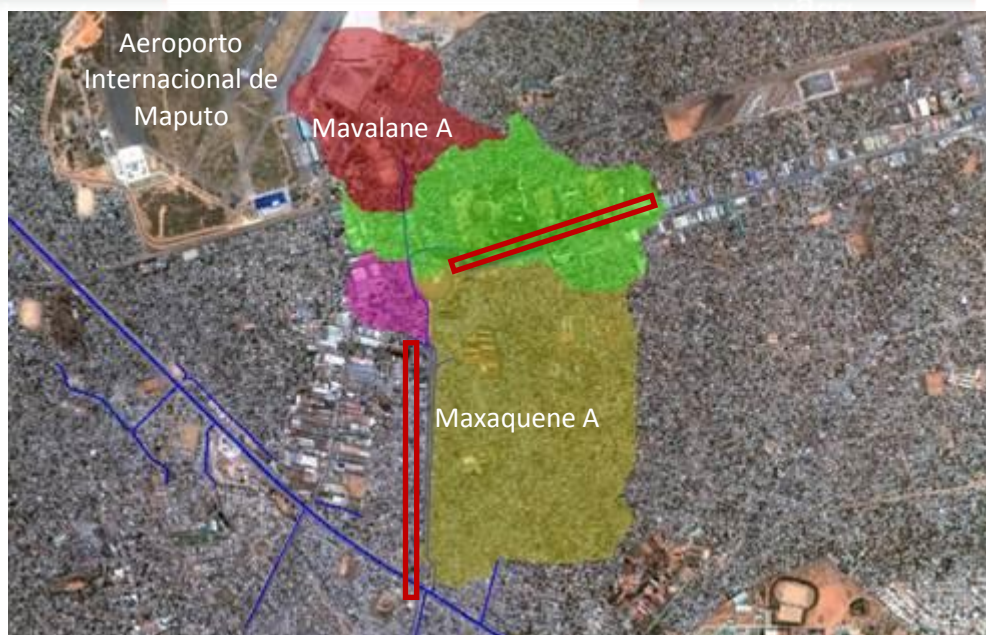 Aeroporto
Internacional de
Maputo
Mavalane A
Maxaquene A